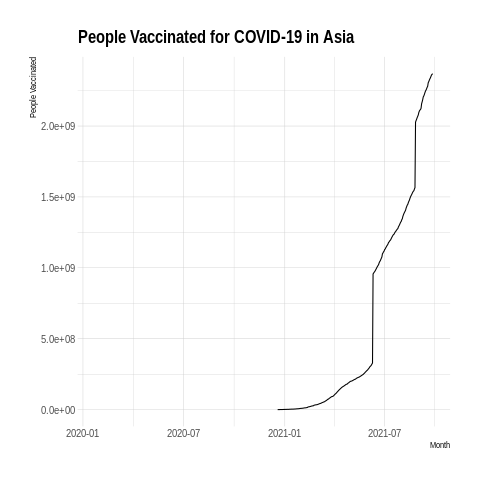 People Vaccinated for COVID-19 in Asia
People Vaccinated
2.0e+09
1.5e+09
1.0e+09
5.0e+08
0.0e+00
2020-01 2020-07 2021-01 2021-07
Month